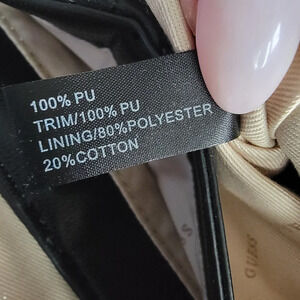 100% PU
TRIM/100% PU
LINING/80%POLYESTER
20%COTTON